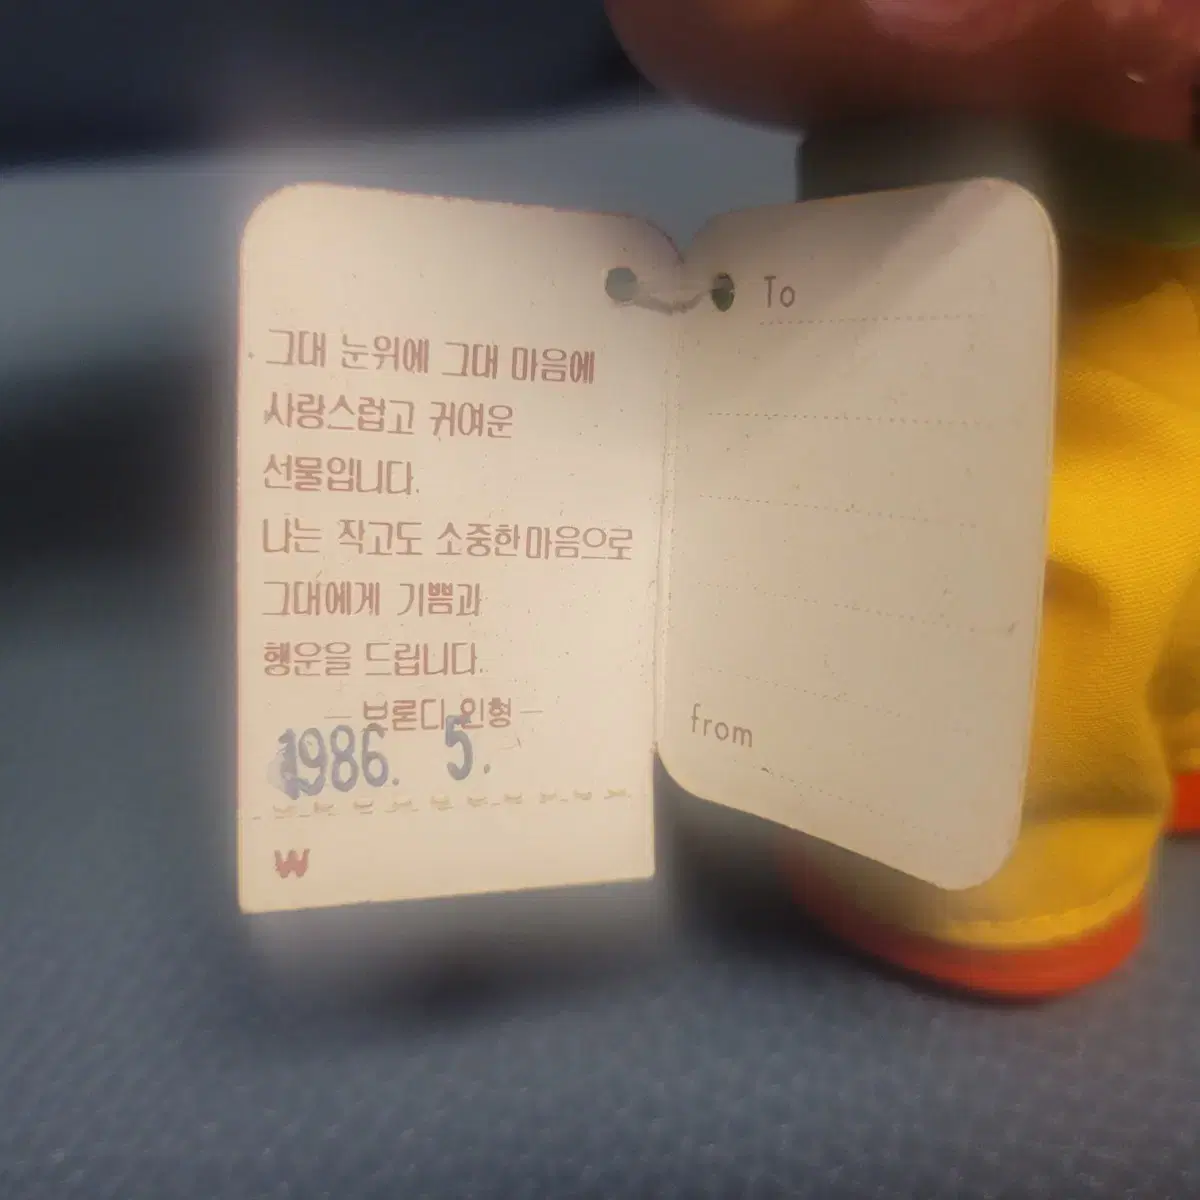 그대 눈위에 그대 마음에
사랑스럽고 귀여운
선물입니다.
나는 작고도 소중한마음으로
그대에게 기쁨과
행운을 드립니다.
— 보론디 인형 —
1986. 5.
W
To
from